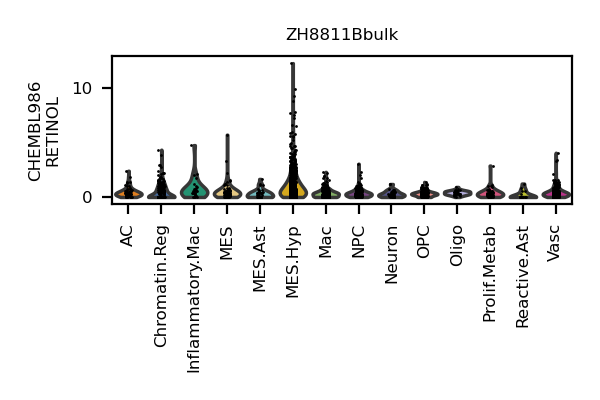 ZH8811Bbulk
CHEMBL986
RETINOL
10
0
AC
Chromatin.Reg
Inflammatory.Mac
MES
MES.Ast
MES.Hyp
Mac
NPC
Neuron
OPC
Oligo
Prolif.Metab
Reactive.Ast
Vasc